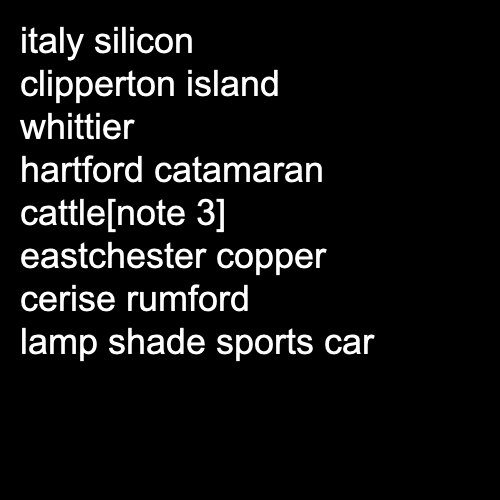 italy silicon
clipperton island
whittier
hartford catamaran
cattle[note 3]
eastchester copper
cerise rumford
lamp shade sports car